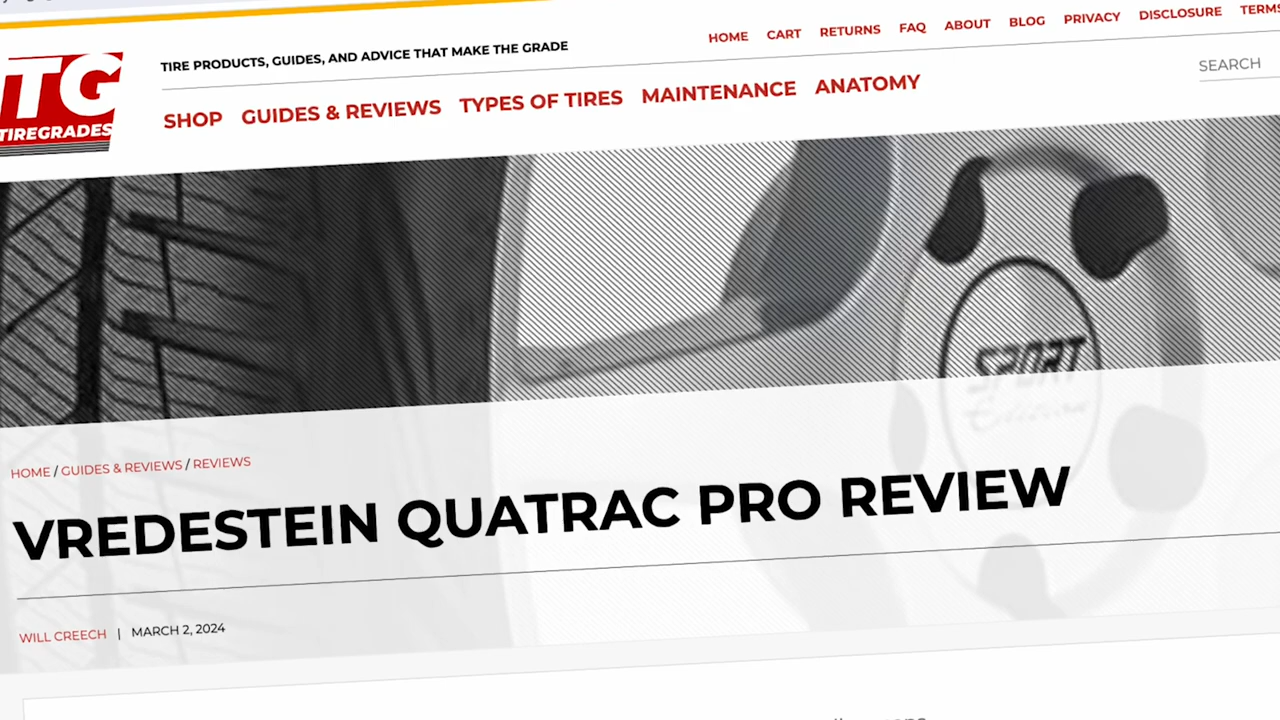 HOME CART RETURNS FAQ ABOUT BLOG PRIVACY DISCLOSURE TERMS
TG
TIREGRADES
TIRE PRODUCTS, GUIDES, AND ADVICE THAT MAKE THE GRADE
SEARCH
SHOP GUIDES & REVIEWS TYPES OF TIRES MAINTENANCE ANATOMY
SPORT
Edition
HOME / GUIDES & REVIEWS / REVIEWS
VREDESTEIN QUATRAC PRO REVIEW
WILL CREECH | MARCH 2, 2024